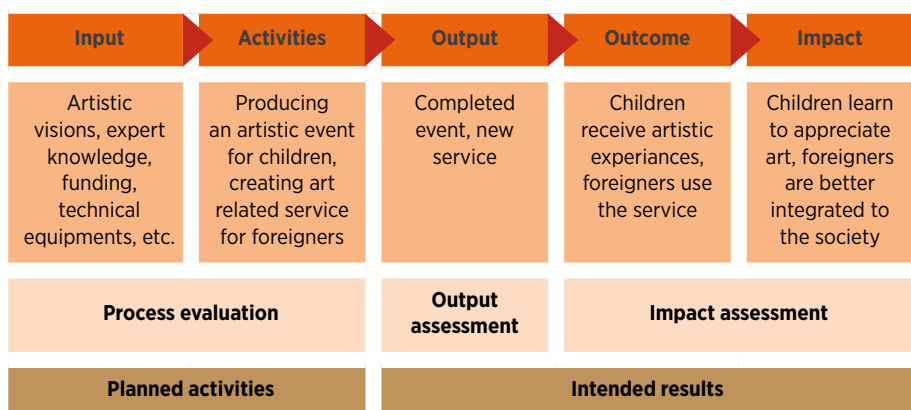 Input
Activities
Output
Outcome
Impact
Artistic
visions, expert
knowledge,
funding,
technical
equipments, etc.
Producing
an artistic event
for children,
creating art
related service
for foreigners
Completed
event, new
service
Children
receive artistic
experiances,
foreigners use
the service
Children learn
to appreciate
art, foreigners
are better
integrated to
the society
Process evaluation
Output
assessment
Impact assessment
Planned activities
Intended results